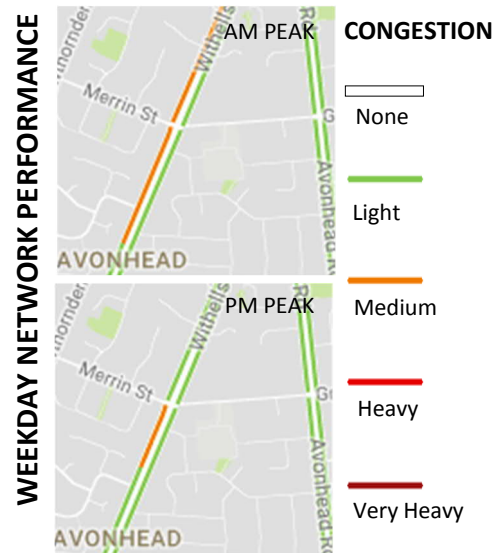 WEEKDAY NETWORK PERFORMANCE
AM PEAK
Withells
Merrin St
G
Avonhead R
AVONHEAD
PM PEAK
Withells
Merrin St
Avonhead R
AVONHEAD
CONGESTION
None
Light
Medium
Heavy
Very Heavy